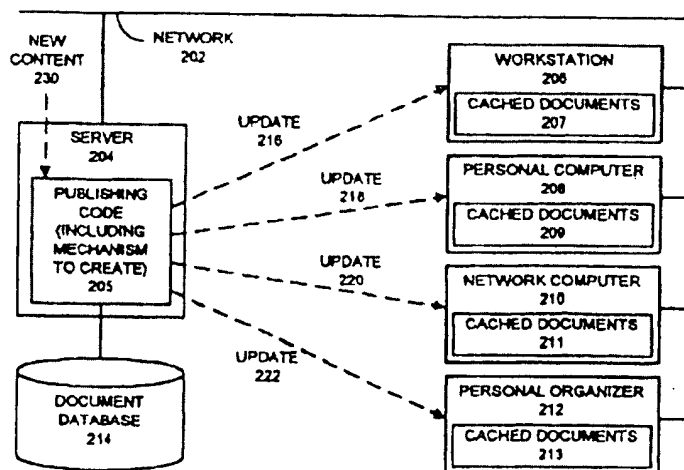 NEW
CONTENT
230
NETWORK
202
SERVER
204
PUBLISHING
CODE
(INCLUDING
MECHANISM
TO CREATE)
205
DOCUMENT
DATABASE
214
UPDATE
216
UPDATE
218
UPDATE
220
UPDATE
222
WORKSTATION
206
CACHED DOCUMENTS
207
PERSONAL COMPUTER
208
CACHED DOCUMENTS
209
NETWORK COMPUTER
210
CACHED DOCUMENTS
211
PERSONAL ORGANIZER
212
CACHED DOCUMENTS
213